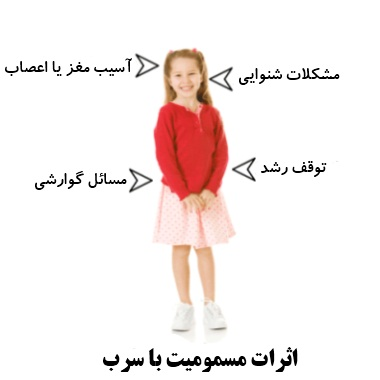 آسیب مغز یا اعصاب
مشکلات شنوایی
توقف رشد
مسائل گوارشی
اثرات مسمومیت با سرب